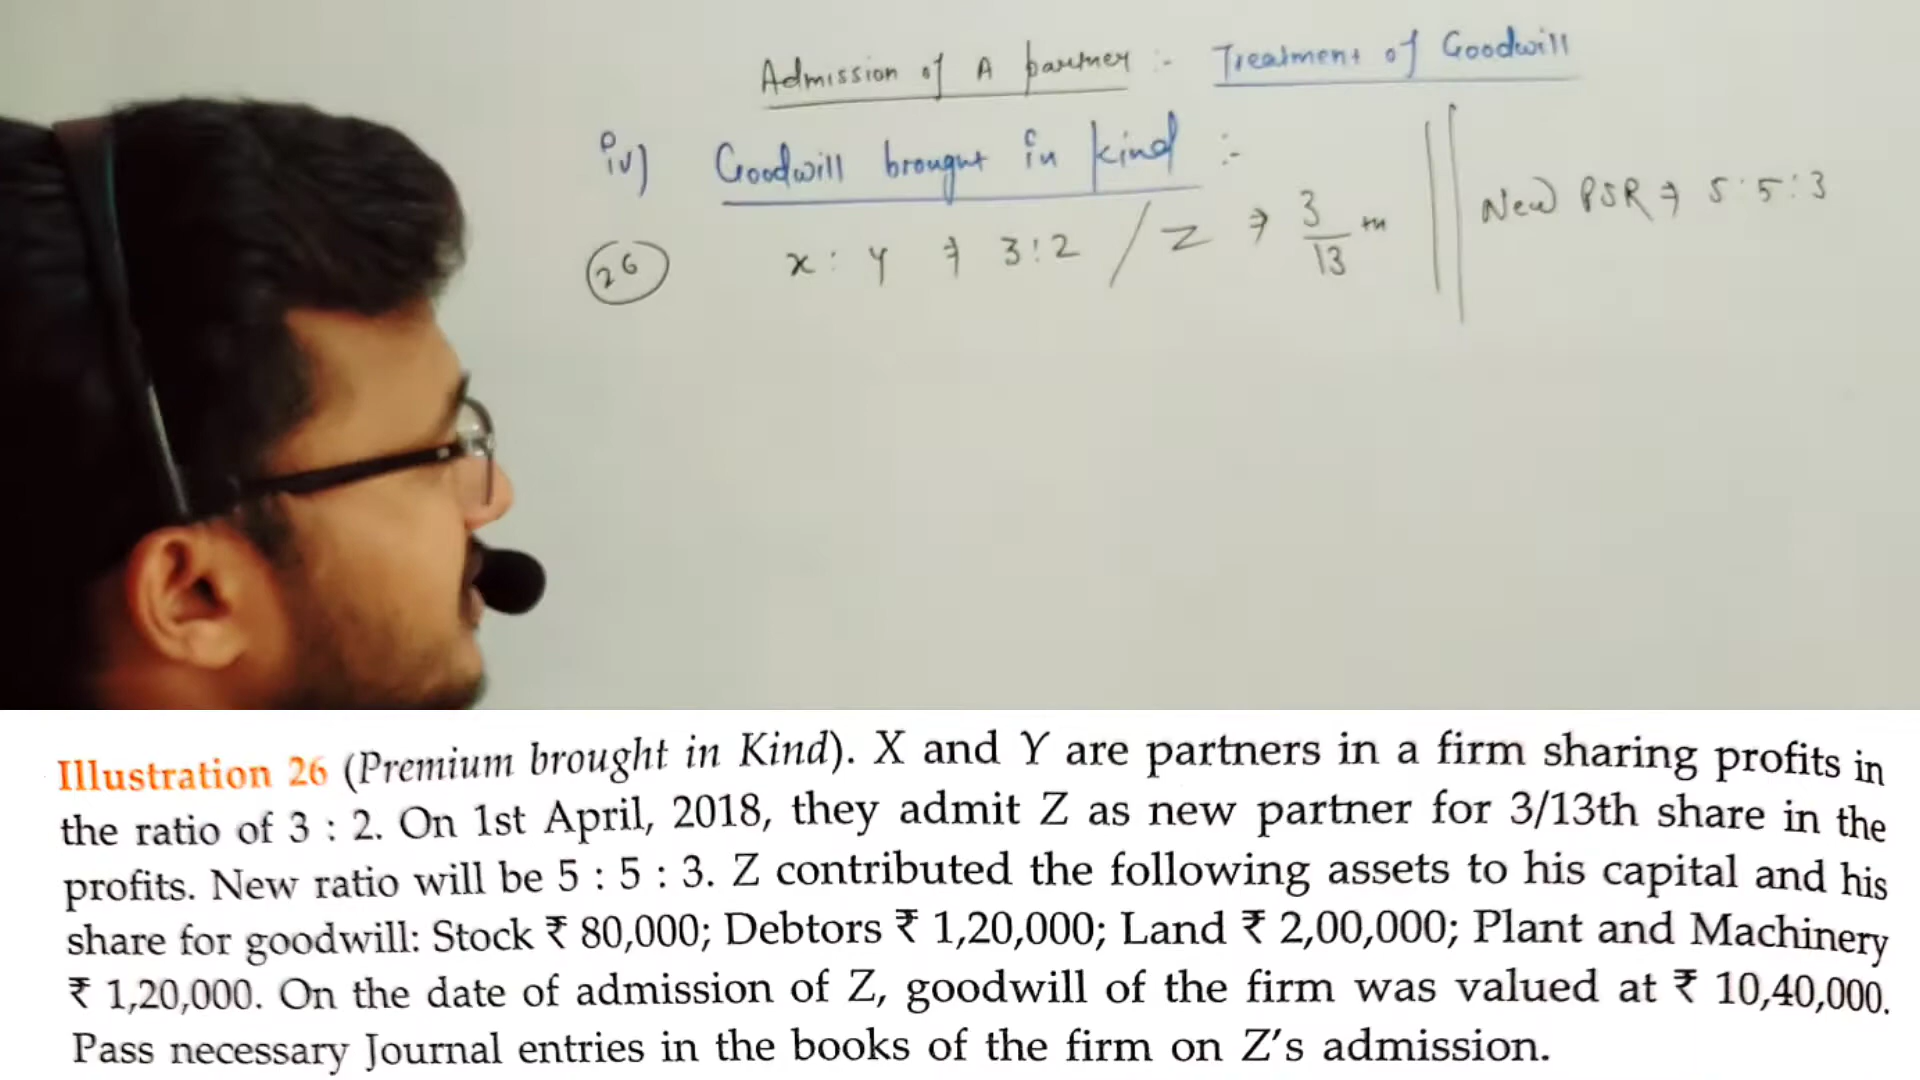 Admission of A partner :- Treatment of Goodwill
iv) Goodwill brought in kind :-
26 x : y → 3:2 / Z → 3/13 th || New PSR → 5:5:3
Illustration 26 (Premium brought in Kind). X and Y are partners in a firm sharing profits in
the ratio of 3 : 2. On 1st April, 2018, they admit Z as new partner for 3/13th share in the
profits. New ratio will be 5 : 5 : 3. Z contributed the following assets to his capital and his
share for goodwill: Stock ₹ 80,000; Debtors ₹ 1,20,000; Land ₹ 2,00,000; Plant and Machinery
₹ 1,20,000. On the date of admission of Z, goodwill of the firm was valued at ₹ 10,40,000.
Pass necessary Journal entries in the books of the firm on Z's admission.